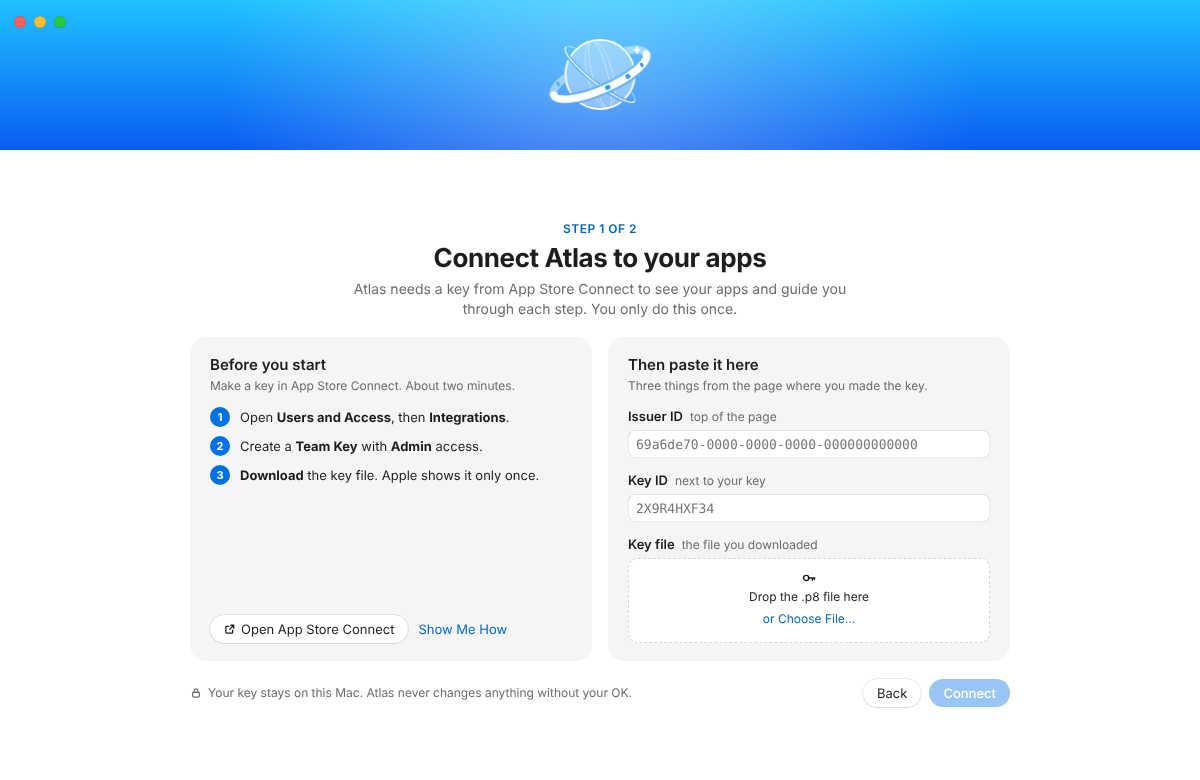 STEP 1 OF 2
Connect Atlas to your apps
Atlas needs a key from App Store Connect to see your apps and guide you
through each step. You only do this once.
Before you start
Make a key in App Store Connect. About two minutes.
1 Open Users and Access, then Integrations.
2 Create a Team Key with Admin access.
3 Download the key file. Apple shows it only once.
Open App Store Connect Show Me How
Then paste it here
Three things from the page where you made the key.
Issuer ID top of the page
69a6de70-0000-0000-0000-000000000000
Key ID next to your key
2X9R4HXF34
Key file the file you downloaded
Drop the .p8 file here
or Choose File...
Your key stays on this Mac. Atlas never changes anything without your OK.
Back Connect